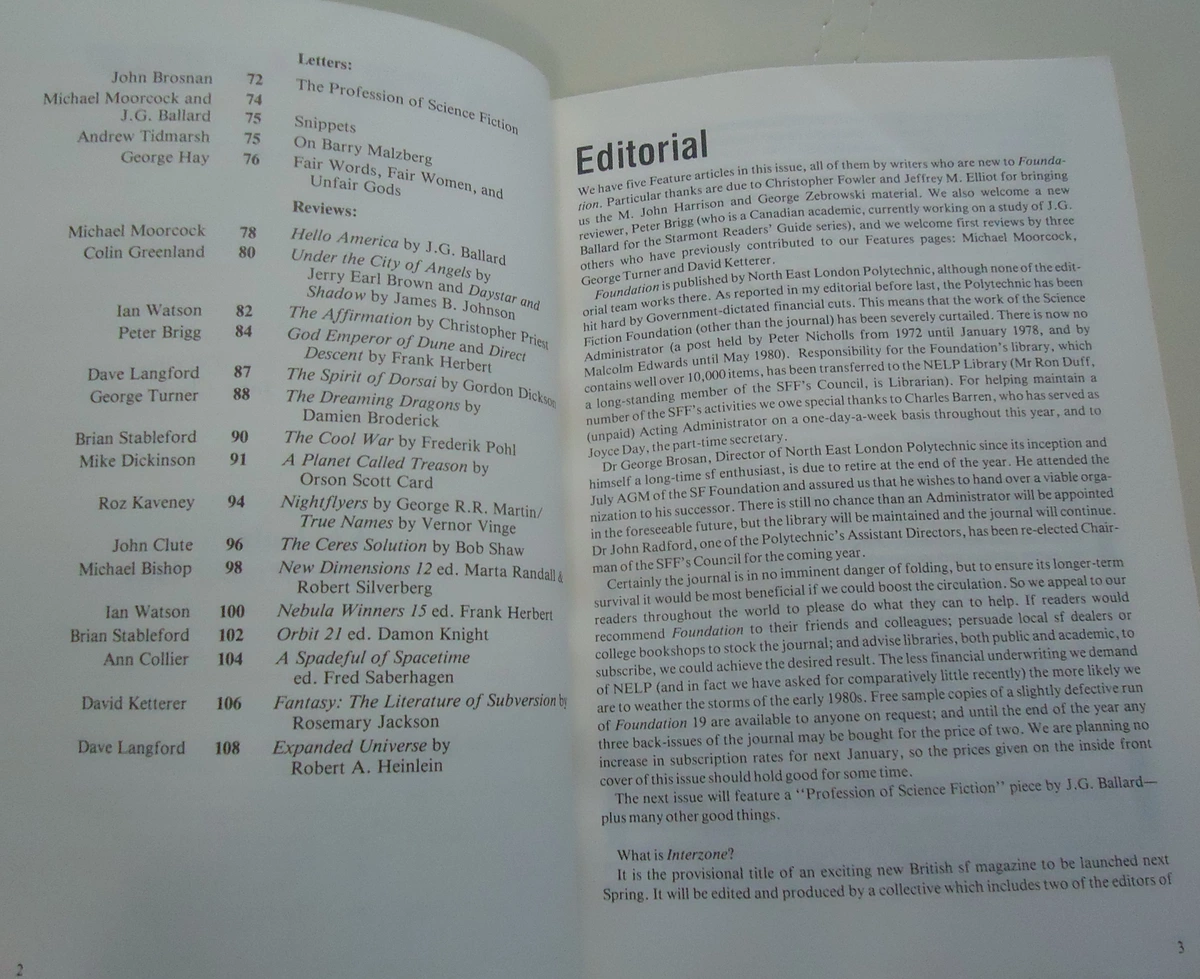 Letters:
John Brosnan 72 The Profession of Science Fiction
Michael Moorcock and 74
J.G. Ballard 75 Snippets
Andrew Tidmarsh 75 On Barry Malzberg
George Hay 76 Fair Words, Fair Women, and
Unfair Gods
Reviews:
Michael Moorcock 78 Hello America by J.G. Ballard
Colin Greenland 80 Under the City of Angels by
Jerry Earl Brown and Daystar and
Shadow by James B. Johnson
Ian Watson 82 The Affirmation by Christopher Priest
Peter Brigg 84 God Emperor of Dune and Direct
Descent by Frank Herbert
Dave Langford 87 The Spirit of Dorsai by Gordon Dickson
George Turner 88 The Dreaming Dragons by
Damien Broderick
Brian Stableford 90 The Cool War by Frederik Pohl
Mike Dickinson 91 A Planet Called Treason by
Orson Scott Card
Roz Kaveney 94 Nightflyers by George R.R. Martin/
True Names by Vernor Vinge
John Clute 96 The Ceres Solution by Bob Shaw
Michael Bishop 98 New Dimensions 12 ed. Marta Randall &
Robert Silverberg
Ian Watson 100 Nebula Winners 15 ed. Frank Herbert
Brian Stableford 102 Orbit 21 ed. Damon Knight
Ann Collier 104 A Spadeful of Spacetime
ed. Fred Saberhagen
David Ketterer 106 Fantasy: The Literature of Subversion by
Rosemary Jackson
Dave Langford 108 Expanded Universe by
Robert A. Heinlein
2
Editorial
We have five Feature articles in this issue, all of them by writers who are new to Founda-
tion. Particular thanks are due to Christopher Fowler and Jeffrey M. Elliot for bringing
us the M. John Harrison and George Zebrowski material. We also welcome a new
reviewer, Peter Brigg (who is a Canadian academic, currently working on a study of J.G.
Ballard for the Starmont Readers' Guide series), and we welcome first reviews by three
others who have previously contributed to our Features pages: Michael Moorcock,
George Turner and David Ketterer.
Foundation is published by North East London Polytechnic, although none of the edit-
orial team works there. As reported in my editorial before last, the Polytechnic has been
hit hard by Government-dictated financial cuts. This means that the work of the Science
Fiction Foundation (other than the journal) has been severely curtailed. There is now no
Administrator (a post held by Peter Nicholls from 1972 until January 1978, and by
Malcolm Edwards until May 1980). Responsibility for the Foundation's library, which
contains well over 10,000 items, has been transferred to the NELP Library (Mr Ron Duff,
a long-standing member of the SFF's Council, is Librarian). For helping maintain a
number of the SFF's activities we owe special thanks to Charles Barren, who has served as
(unpaid) Acting Administrator on a one-day-a-week basis throughout this year, and to
Joyce Day, the part-time secretary.
Dr George Brosan, Director of North East London Polytechnic since its inception and
himself a long-time sf enthusiast, is due to retire at the end of the year. He attended the
July AGM of the SF Foundation and assured us that he wishes to hand over a viable orga-
nization to his successor. There is still no chance than an Administrator will be appointed
in the foreseeable future, but the library will be maintained and the journal will continue.
Dr John Radford, one of the Polytechnic's Assistant Directors, has been re-elected Chair-
man of the SFF's Council for the coming year.
Certainly the journal is in no imminent danger of folding, but to ensure its longer-term
survival it would be most beneficial if we could boost the circulation. So we appeal to our
readers throughout the world to please do what they can to help. If readers would
recommend Foundation to their friends and colleagues; persuade local sf dealers or
college bookshops to stock the journal; and advise libraries, both public and academic, to
subscribe, we could achieve the desired result. The less financial underwriting we demand
of NELP (and in fact we have asked for comparatively little recently) the more likely we
are to weather the storms of the early 1980s. Free sample copies of a slightly defective run
of Foundation 19 are available to anyone on request; and until the end of the year any
three back-issues of the journal may be bought for the price of two. We are planning no
increase in subscription rates for next January, so the prices given on the inside front
cover of this issue should hold good for some time.
The next issue will feature a "Profession of Science Fiction" piece by J.G. Ballard—
plus many other good things.
What is Interzone?
It is the provisional title of an exciting new British sf magazine to be launched next
Spring. It will be edited and produced by a collective which includes two of the editors of
3